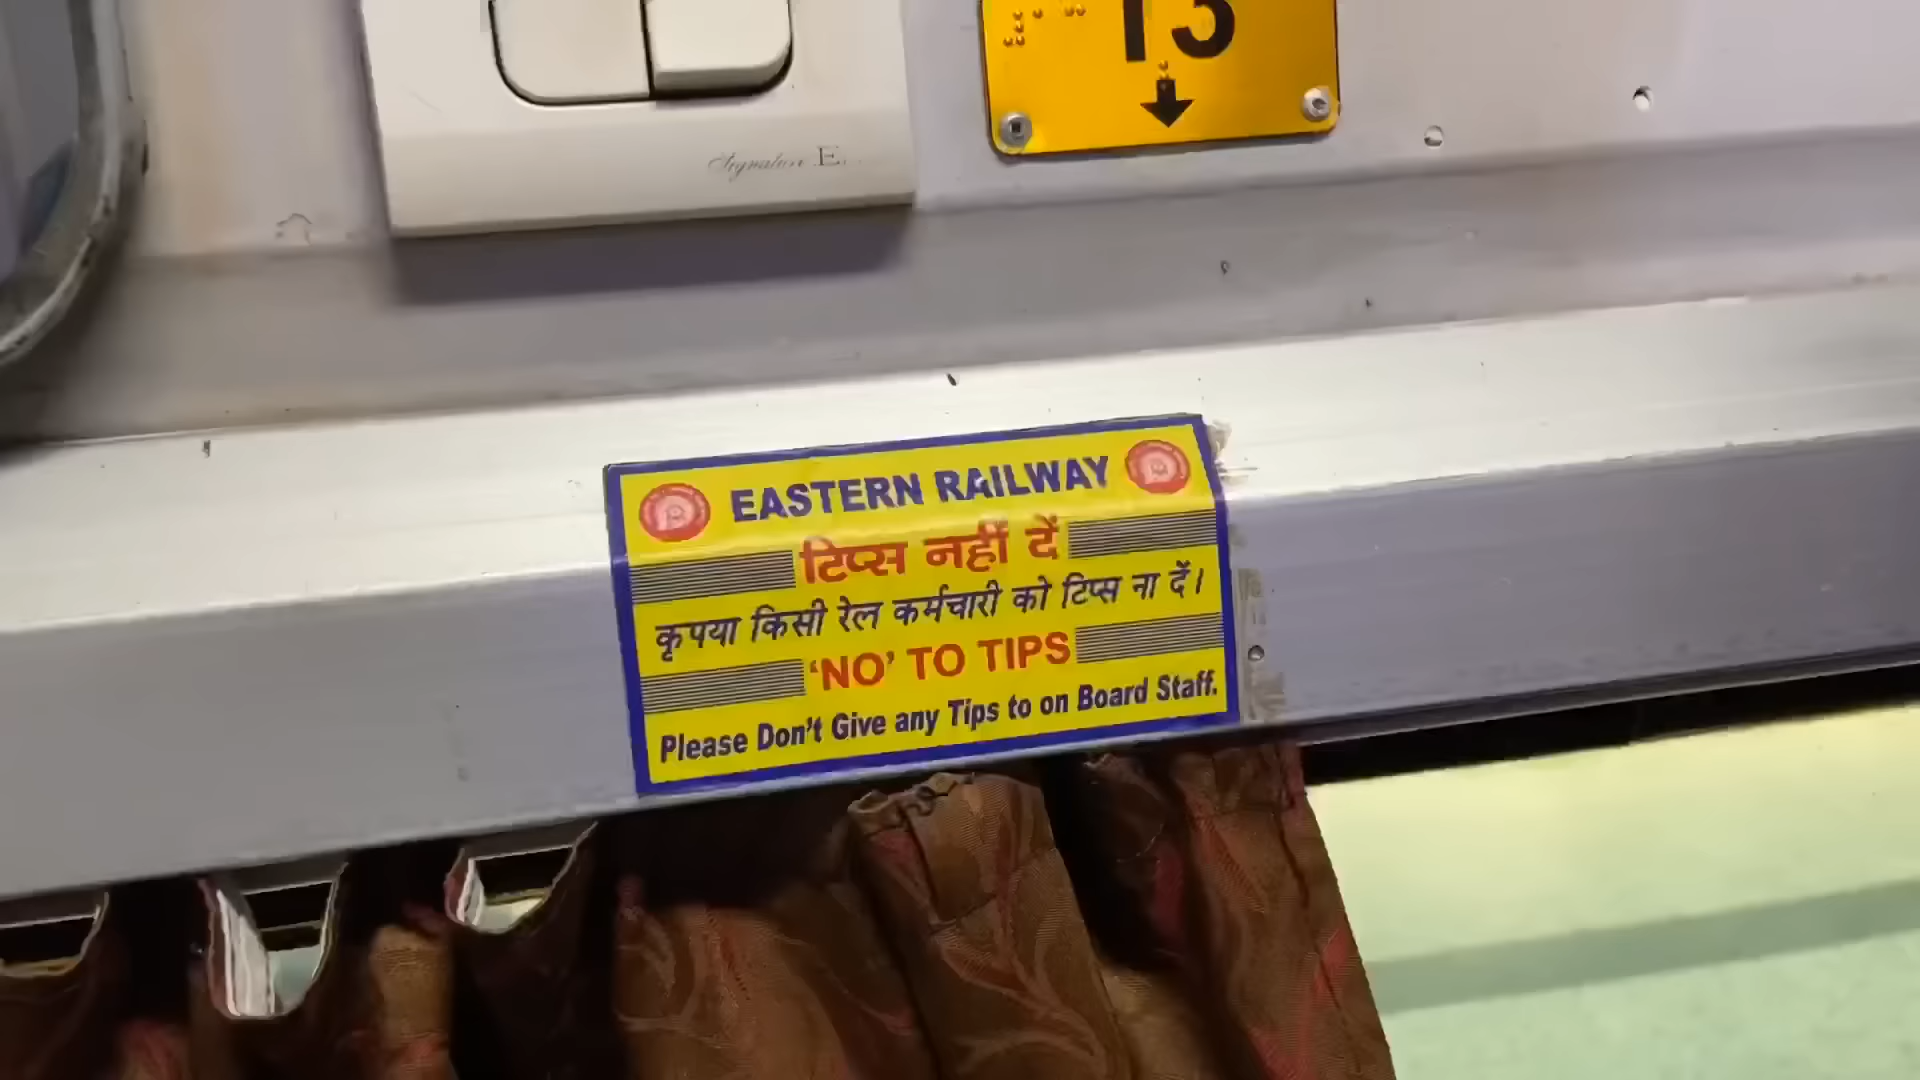 13
Signature E
EASTERN RAILWAY
टिप्स नहीं दें
कृपया किसी रेल कर्मचारी को टिप्स ना दें।
'NO' TO TIPS
Please Don't Give any Tips to on Board Staff.